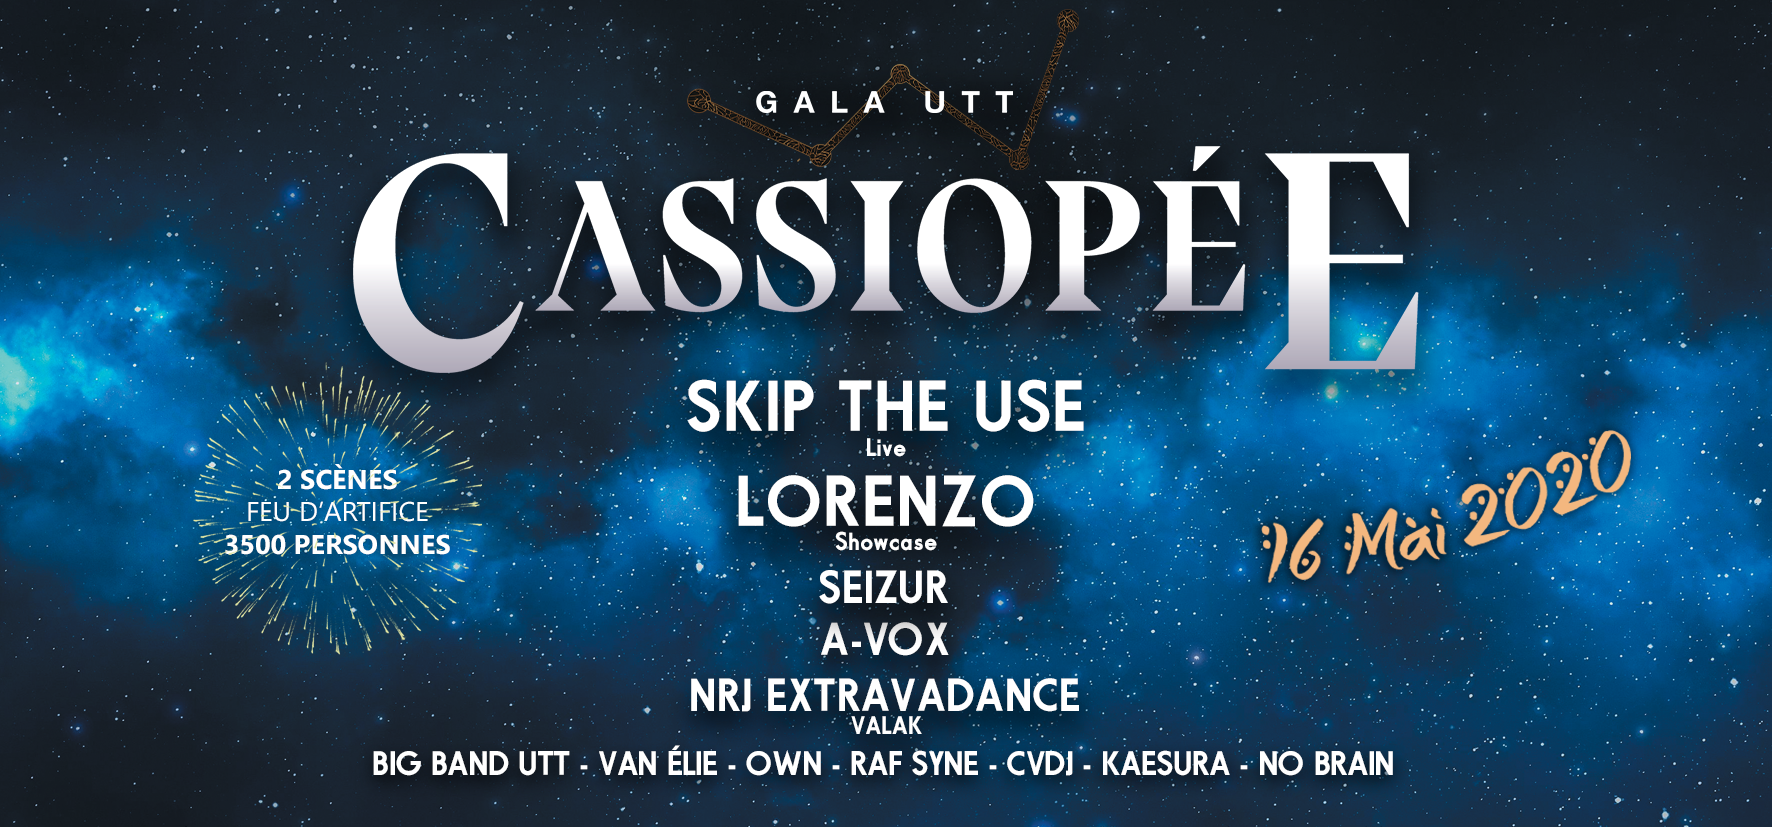 GALA UTT
CASSIOPÉE
SKIP THE USE
Live
LORENZO
Showcase
SEIZUR
A-VOX
NRJ EXTRAVADANCE
VALAK
BIG BAND UTT - VAN ÉLIE - OWN - RAF SYNE - CVDJ - KAESURA - NO BRAIN
2 SCÈNES
FEU D'ARTIFICE
3500 PERSONNES
16 Mai 2020